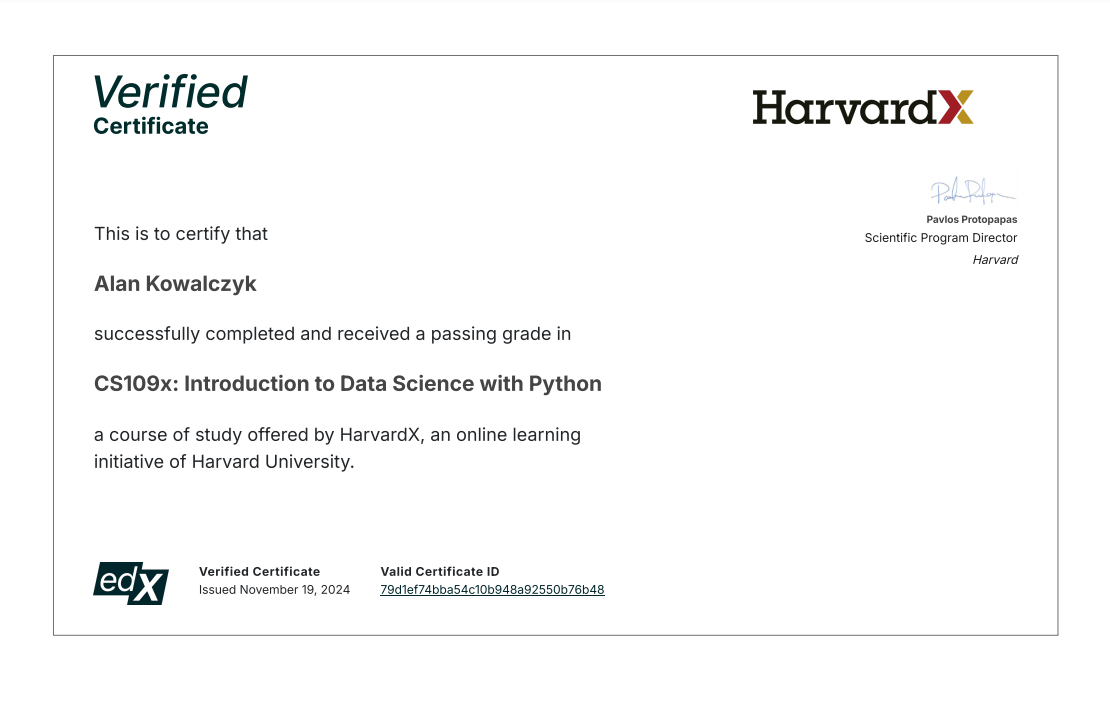 Verified
Certificate
HarvardX
Pavlos Protopapas
Scientific Program Director
Harvard
This is to certify that
Alan Kowalczyk
successfully completed and received a passing grade in
CS109x: Introduction to Data Science with Python
a course of study offered by HarvardX, an online learning
initiative of Harvard University.
edX
Verified Certificate
Issued November 19, 2024
Valid Certificate ID
79d1ef74bba54c10b948a92550b76b48